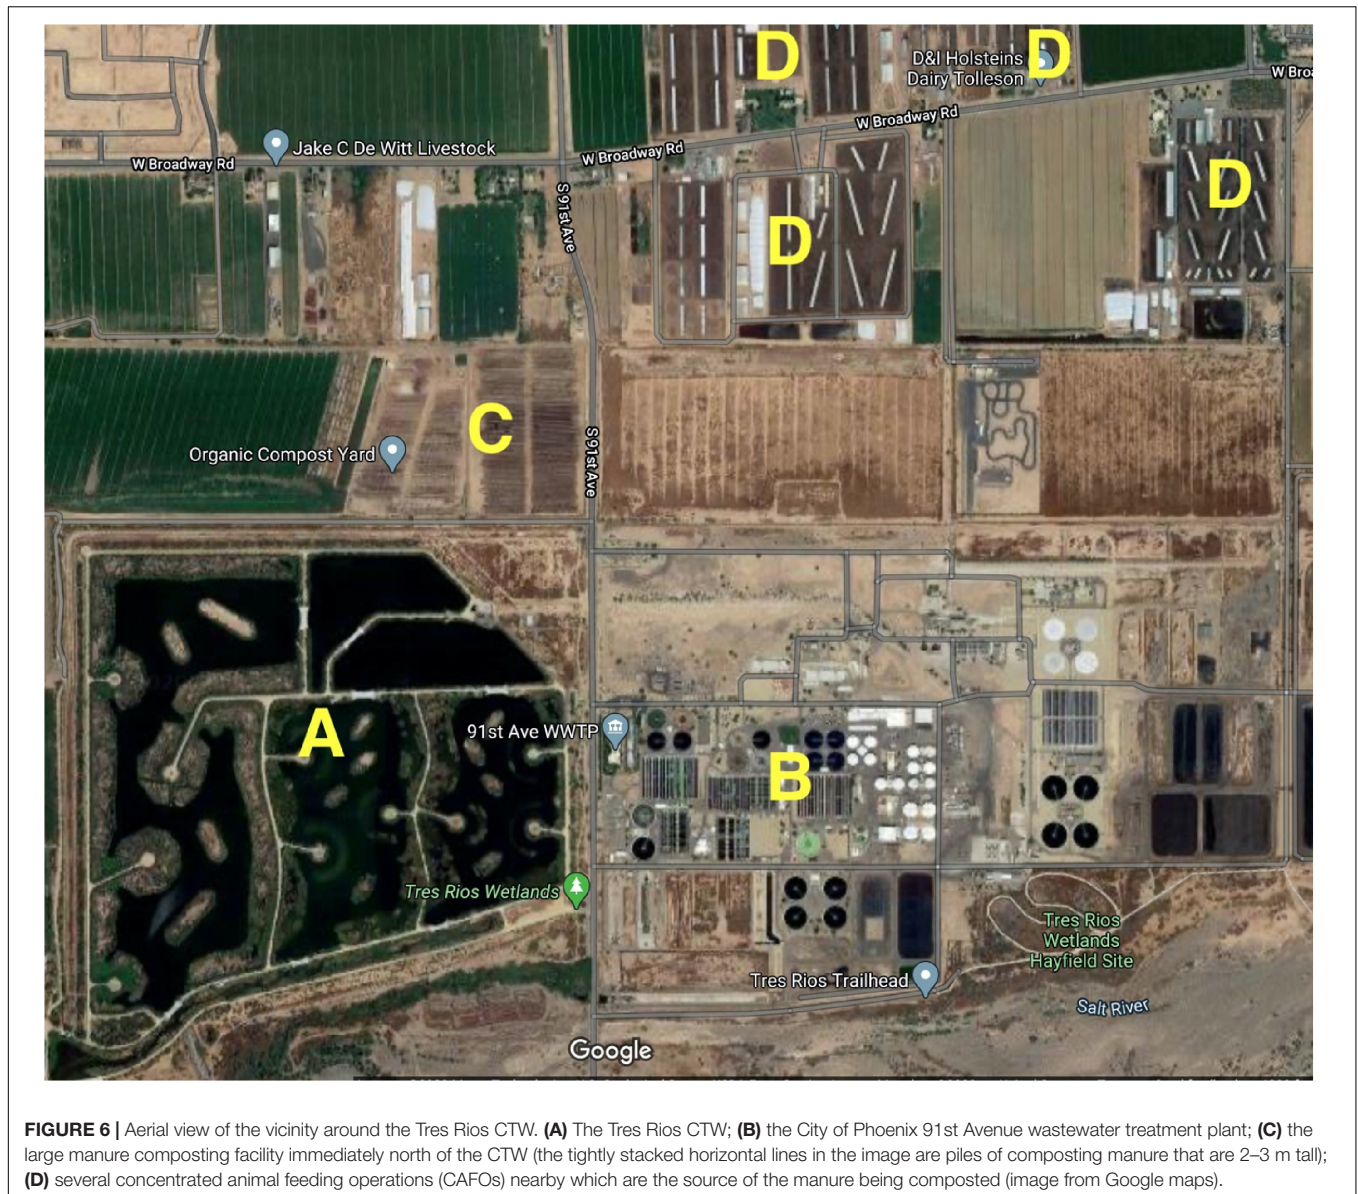 D
D
D&I Holsteins
Dairy Tolleson
W Broa
W Broadway Rd
Jake C De Witt Livestock
W Broadway Rd
W Broadway Rd
D
S 91st Ave
D
C
S 91st Ave
Organic Compost Yard
A
91st Ave WWTP
B
Tres Rios Wetlands
Tres Rios
Wetlands
Hayfield Site
Tres Rios Trailhead
Salt River
Google
FIGURE 6 | Aerial view of the vicinity around the Tres Rios CTW. (A) The Tres Rios CTW; (B) the City of Phoenix 91st Avenue wastewater treatment plant; (C) the
large manure composting facility immediately north of the CTW (the tightly stacked horizontal lines in the image are piles of composting manure that are 2–3 m tall);
(D) several concentrated animal feeding operations (CAFOs) nearby which are the source of the manure being composted (image from Google maps).